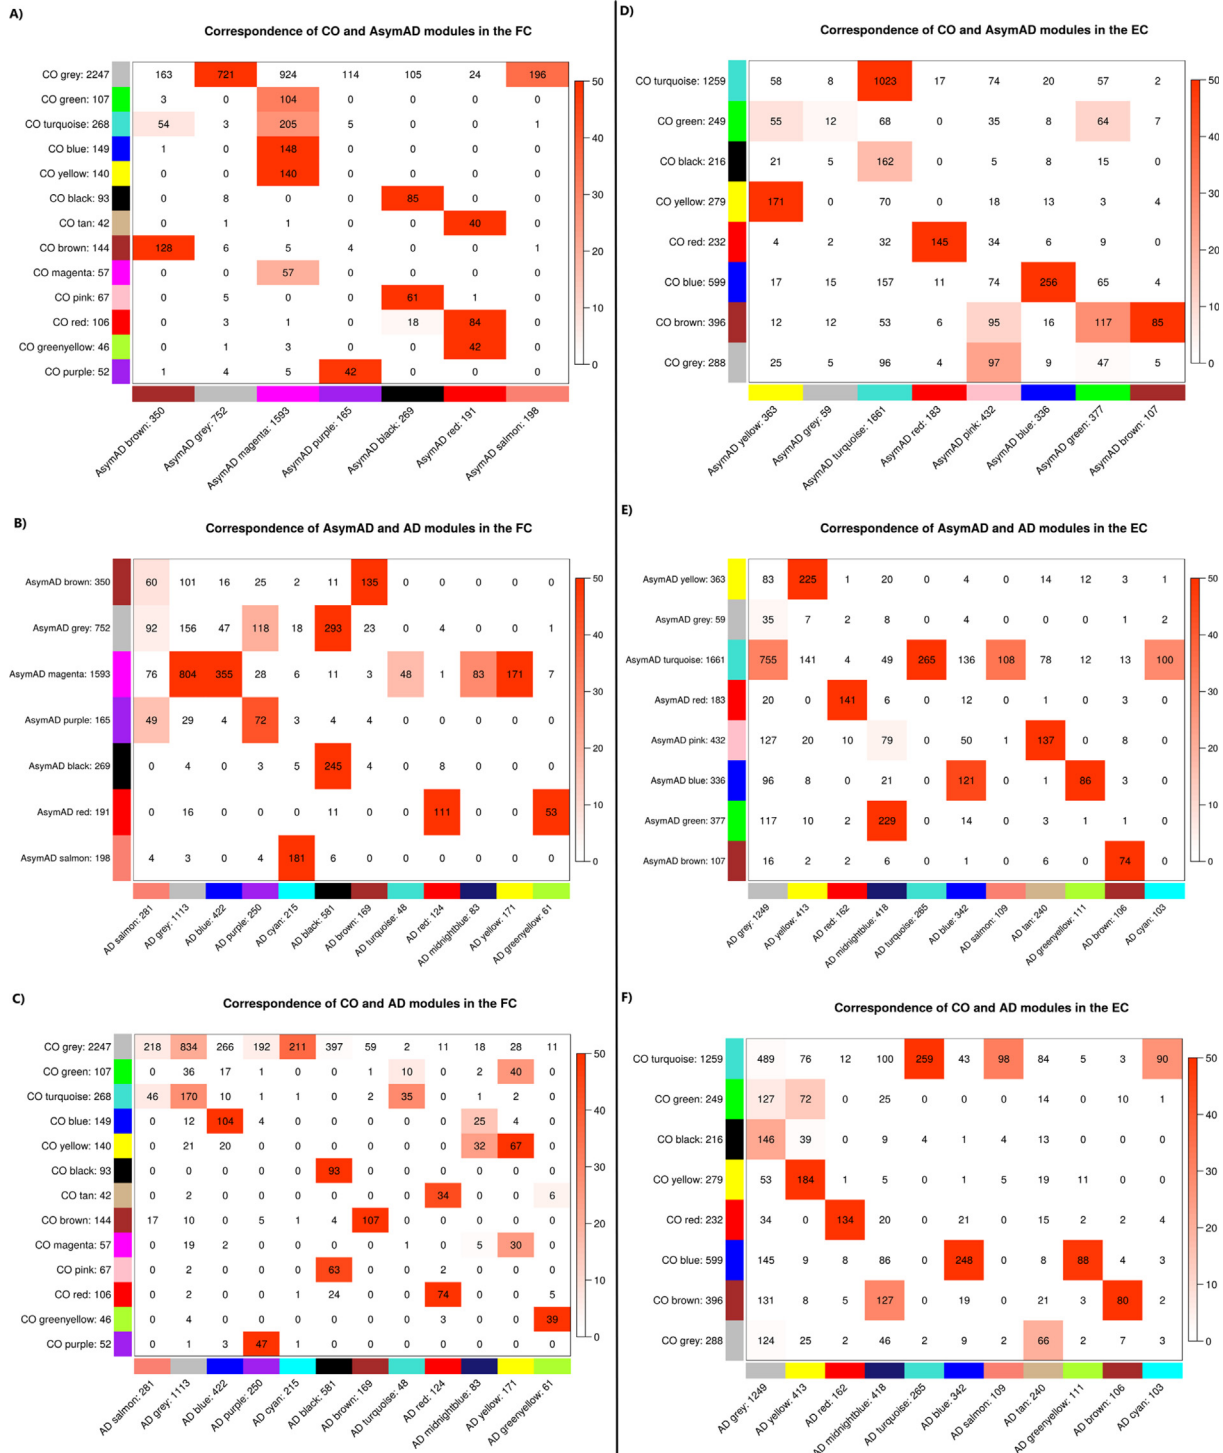 A)
Correspondence of CO and AsymAD modules in the FC
CO grey: 2247 163 721 924 114 105 24 196
CO green: 107 3 0 104 0 0 0 0
CO turquoise: 268 54 3 205 5 0 0 1
CO blue: 149 1 0 148 0 0 0 0
CO yellow: 140 0 0 140 0 0 0 0
CO black: 93 0 8 0 0 85 0 0
CO tan: 42 0 1 1 0 0 40 0
CO brown: 144 128 6 5 4 0 0 1
CO magenta: 57 0 0 57 0 0 0 0
CO pink: 67 0 5 0 0 61 1 0
CO red: 106 0 3 1 0 18 84 0
CO greenyellow: 46 0 1 3 0 0 42 0
CO purple: 52 1 4 5 42 0 0 0
50
40
30
20
10
0
AsymAD brown: 350
AsymAD grey: 752
AsymAD magenta: 1593
AsymAD purple: 165
AsymAD black: 269
AsymAD red: 191
AsymAD salmon: 198
B)
Correspondence of AsymAD and AD modules in the FC
AsymAD brown: 350 60 101 16 25 2 11 135 0 0 0 0 0
AsymAD grey: 752 92 156 47 118 18 293 23 0 4 0 0 1
AsymAD magenta: 1593 76 804 355 28 6 11 3 48 1 83 171 7
AsymAD purple: 165 49 29 4 72 3 4 4 0 0 0 0 0
AsymAD black: 269 0 4 0 3 5 245 4 0 8 0 0 0
AsymAD red: 191 0 16 0 0 0 11 0 0 111 0 0 53
AsymAD salmon: 198 4 3 0 4 181 6 0 0 0 0 0 0
50
40
30
20
10
0
AD salmon: 281
AD grey: 1113
AD blue: 422
AD purple: 250
AD cyan: 215
AD black: 581
AD brown: 169
AD turquoise: 48
AD red: 124
AD midnightblue: 83
AD yellow: 171
AD greenyellow: 61
C)
Correspondence of CO and AD modules in the FC
CO grey: 2247 218 834 266 192 211 397 59 2 11 18 28 11
CO green: 107 0 36 17 1 0 0 1 10 0 2 40 0
CO turquoise: 268 46 170 10 1 1 0 2 35 0 1 2 0
CO blue: 149 0 12 104 4 0 0 0 0 0 25 4 0
CO yellow: 140 0 21 20 0 0 0 0 0 0 32 67 0
CO black: 93 0 0 0 0 0 93 0 0 0 0 0 0
CO tan: 42 0 2 0 0 0 0 0 0 34 0 0 6
CO brown: 144 17 10 0 5 1 4 107 0 0 0 0 0
CO magenta: 57 0 19 2 0 0 0 0 1 0 5 30 0
CO pink: 67 0 2 0 0 0 63 0 0 2 0 0 0
CO red: 106 0 2 0 0 1 24 0 0 74 0 0 5
CO greenyellow: 46 0 4 0 0 0 0 0 0 3 0 0 39
CO purple: 52 0 1 3 47 0 0 1 0 0 0 0 0
50
40
30
20
10
0
AD salmon: 281
AD grey: 1113
AD blue: 422
AD purple: 250
AD cyan: 215
AD black: 581
AD brown: 169
AD turquoise: 48
AD red: 124
AD midnightblue: 83
AD yellow: 171
AD greenyellow: 61
D)
Correspondence of CO and AsymAD modules in the EC
CO turquoise: 1259 58 8 1023 17 74 20 57 2
CO green: 249 55 12 68 0 35 8 64 7
CO black: 216 21 5 162 0 5 8 15 0
CO yellow: 279 171 0 70 0 18 13 3 4
CO red: 232 4 2 32 145 34 6 9 0
CO blue: 599 17 15 157 11 74 256 65 4
CO brown: 396 12 12 53 6 95 16 117 85
CO grey: 288 25 5 96 4 97 9 47 5
50
40
30
20
10
0
AsymAD yellow: 363
AsymAD grey: 59
AsymAD turquoise: 1661
AsymAD red: 183
AsymAD pink: 432
AsymAD blue: 336
AsymAD green: 377
AsymAD brown: 107
E)
Correspondence of AsymAD and AD modules in the EC
AsymAD yellow: 363 83 225 1 20 0 4 0 14 12 3 1
AsymAD grey: 59 35 7 2 8 0 4 0 0 0 1 2
AsymAD turquoise: 1661 755 141 4 49 265 136 108 78 12 13 100
AsymAD red: 183 20 0 141 6 0 12 0 1 0 3 0
AsymAD pink: 432 127 20 10 79 0 50 1 137 0 8 0
AsymAD blue: 336 96 8 0 21 0 121 0 1 86 3 0
AsymAD green: 377 117 10 2 229 0 14 0 3 1 1 0
AsymAD brown: 107 16 2 2 6 0 1 0 6 0 74 0
50
40
30
20
10
0
AD grey: 1249
AD yellow: 413
AD red: 162
AD midnightblue: 418
AD turquoise: 265
AD blue: 342
AD salmon: 109
AD tan: 240
AD greenyellow: 111
AD brown: 106
AD cyan: 103
F)
Correspondence of CO and AD modules in the EC
CO turquoise: 1259 489 76 12 100 259 43 98 84 5 3 90
CO green: 249 127 72 0 25 0 0 0 14 0 10 1
CO black: 216 146 39 0 9 4 1 4 13 0 0 0
CO yellow: 279 53 184 1 5 0 1 5 19 11 0 0
CO red: 232 34 0 134 20 0 21 0 15 2 2 4
CO blue: 599 145 9 8 86 0 248 0 8 88 4 3
CO brown: 396 131 8 5 127 0 19 0 21 3 80 2
CO grey: 288 124 25 2 46 2 9 2 66 2 7 3
50
40
30
20
10
0
AD grey: 1249
AD yellow: 413
AD red: 162
AD midnightblue: 418
AD turquoise: 265
AD blue: 342
AD salmon: 109
AD tan: 240
AD greenyellow: 111
AD brown: 106
AD cyan: 103